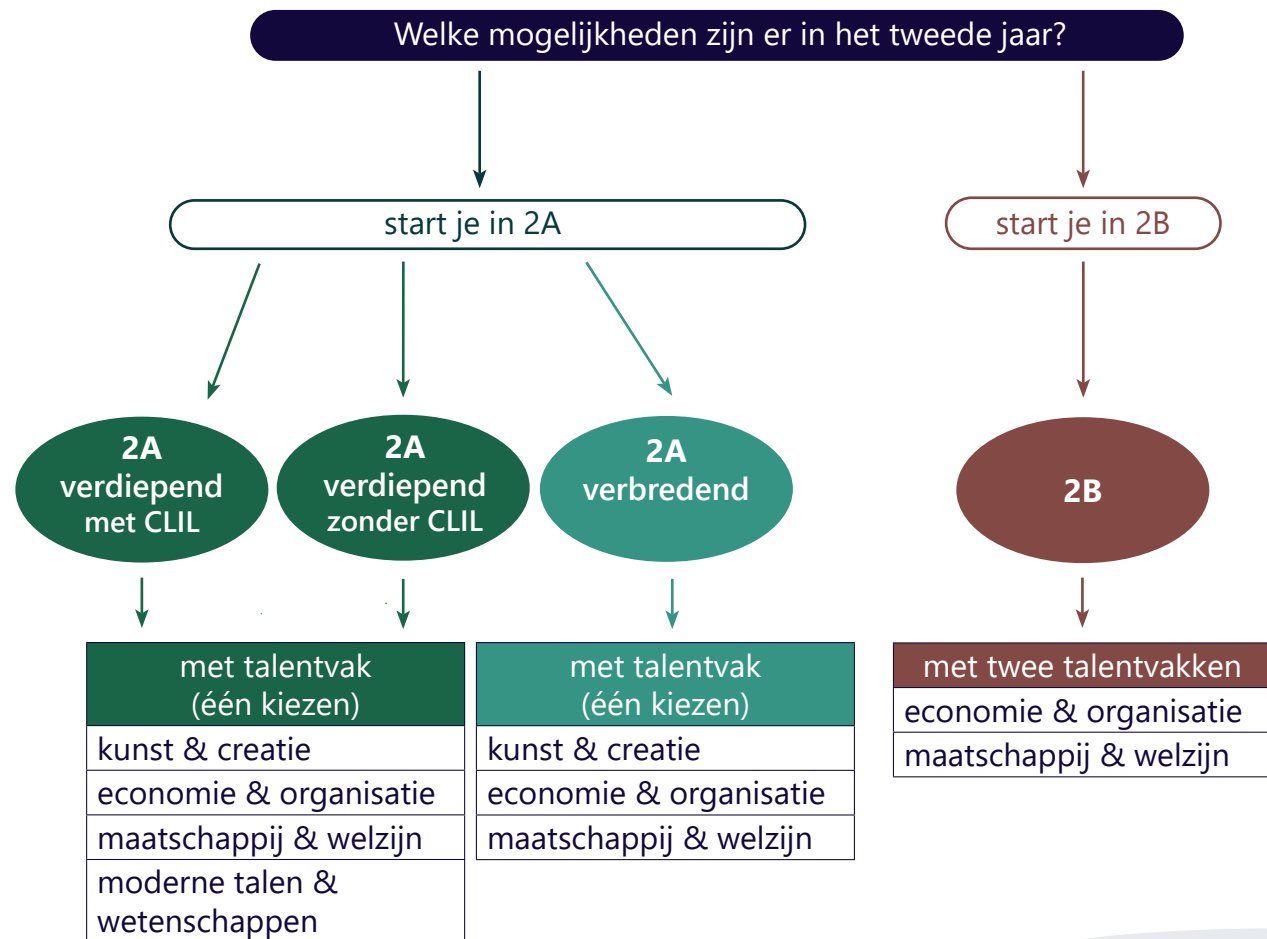 Welke mogelijkheden zijn er in het tweede jaar?
start je in 2A
start je in 2B
2A
verdiepend
met CLIL
2A
verdiepend
zonder CLIL
2A
verbredend
2B
met talentvak
(één kiezen)
kunst & creatie
economie & organisatie
maatschappij & welzijn
moderne talen &
wetenschappen
met talentvak
(één kiezen)
kunst & creatie
economie & organisatie
maatschappij & welzijn
met twee talentvakken
economie & organisatie
maatschappij & welzijn